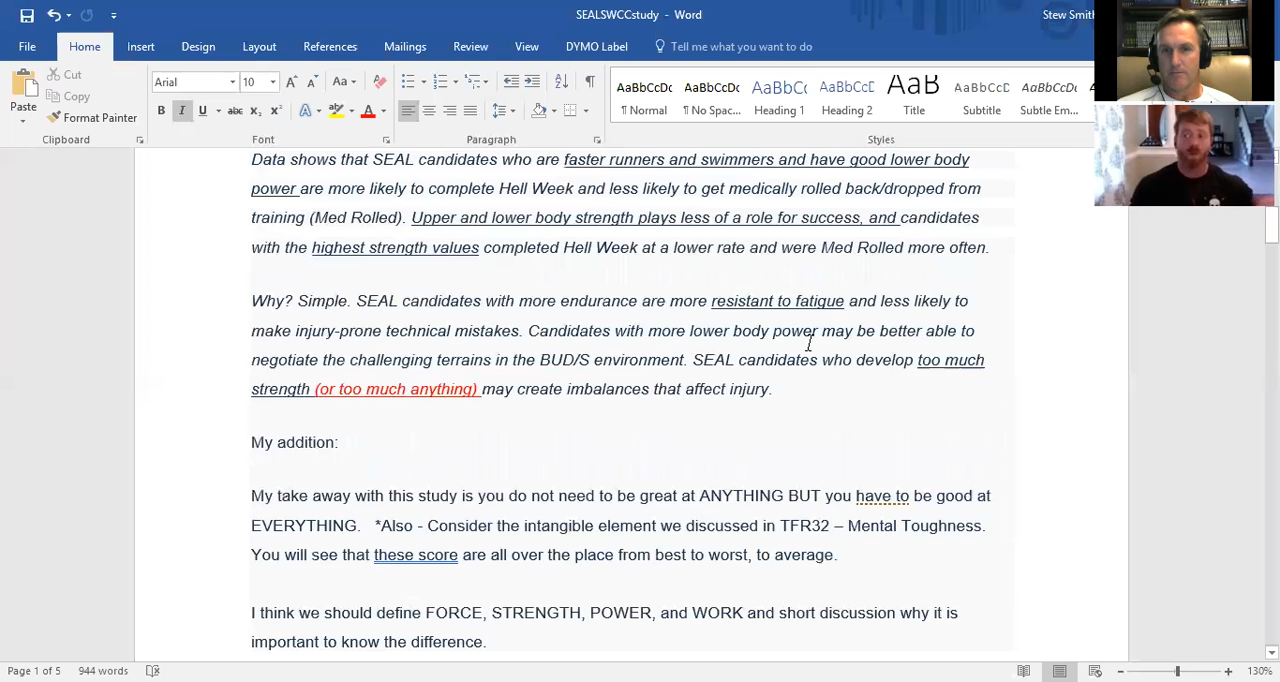 SEALSWCCstudy - Word
Stew Smith
File Home Insert Design Layout References Mailings Review View DYMO Label Tell me what you want to do
Paste
Cut
Copy
Format Painter
Clipboard
Arial 10 Aa
B I U abc x₂ x² A A
Font
Paragraph
AaBbCcDc AaBbCcDc AaBbCc AaBbCcD AaB AaBbCcD AaBbCcDc
¶ Normal ¶ No Spac... Heading 1 Heading 2 Title Subtitle Subtle Em...
Styles
Data shows that SEAL candidates who are faster runners and swimmers and have good lower body
power are more likely to complete Hell Week and less likely to get medically rolled back/dropped from
training (Med Rolled). Upper and lower body strength plays less of a role for success, and candidates
with the highest strength values completed Hell Week at a lower rate and were Med Rolled more often.
Why? Simple. SEAL candidates with more endurance are more resistant to fatigue and less likely to
make injury-prone technical mistakes. Candidates with more lower body power may be better able to
negotiate the challenging terrains in the BUD/S environment. SEAL candidates who develop too much
strength (or too much anything) may create imbalances that affect injury.
My addition:
My take away with this study is you do not need to be great at ANYTHING BUT you have to be good at
EVERYTHING. *Also - Consider the intangible element we discussed in TFR32 – Mental Toughness.
You will see that these score are all over the place from best to worst, to average.
I think we should define FORCE, STRENGTH, POWER, and WORK and short discussion why it is
important to know the difference.
Page 1 of 5 944 words
130%